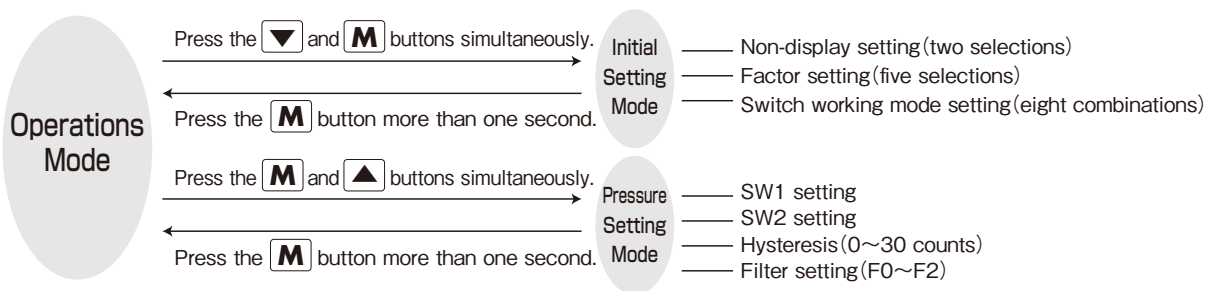 Operations
Mode
Press the ▼ and M buttons simultaneously.
Press the M button more than one second.
Initial
Setting
Mode
Non-display setting(two selections)
Factor setting(five selections)
Switch working mode setting(eight combinations)
Press the M and ▲ buttons simultaneously.
Press the M button more than one second.
Pressure
Setting
Mode
SW1 setting
SW2 setting
Hysteresis(0～30 counts)
Filter setting(F0～F2)